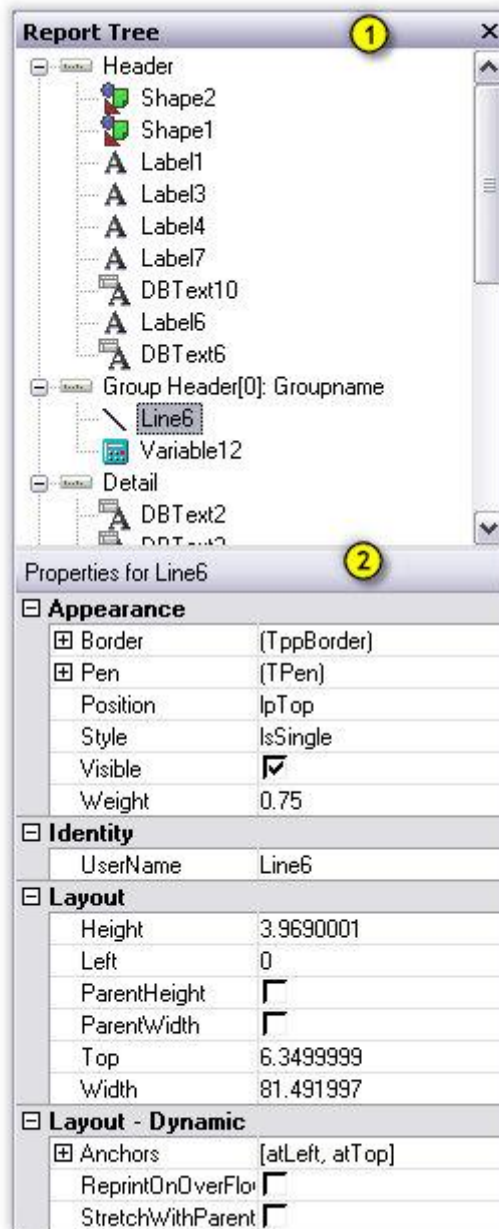 Report Tree 1
Header
Shape2
Shape1
Label1
Label3
Label4
Label7
DBText10
Label6
DBText6
Group Header[0]: Groupname
Line6
Variable12
Detail
DBText2
Properties for Line6 2
Appearance
Border (TppBorder)
Pen (TPen)
Position lpTop
Style lsSingle
Visible
Weight 0.75
Identity
UserName Line6
Layout
Height 3.9690001
Left 0
ParentHeight
ParentWidth
Top 6.3499999
Width 81.491997
Layout - Dynamic
Anchors [atLeft, atTop]
ReprintOnOverFlo
StretchWithParent